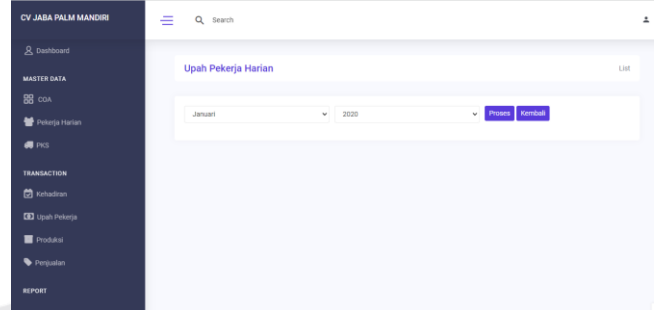 CV JABA PALM MANDIRI
Search
Dashboard
MASTER DATA
COA
Pekerja Harian
PKS
TRANSACTION
Kehadiran
Upah Pekerja
Produksi
Penjualan
REPORT
Upah Pekerja Harian
List
Januari
2020
Proses
Kembali